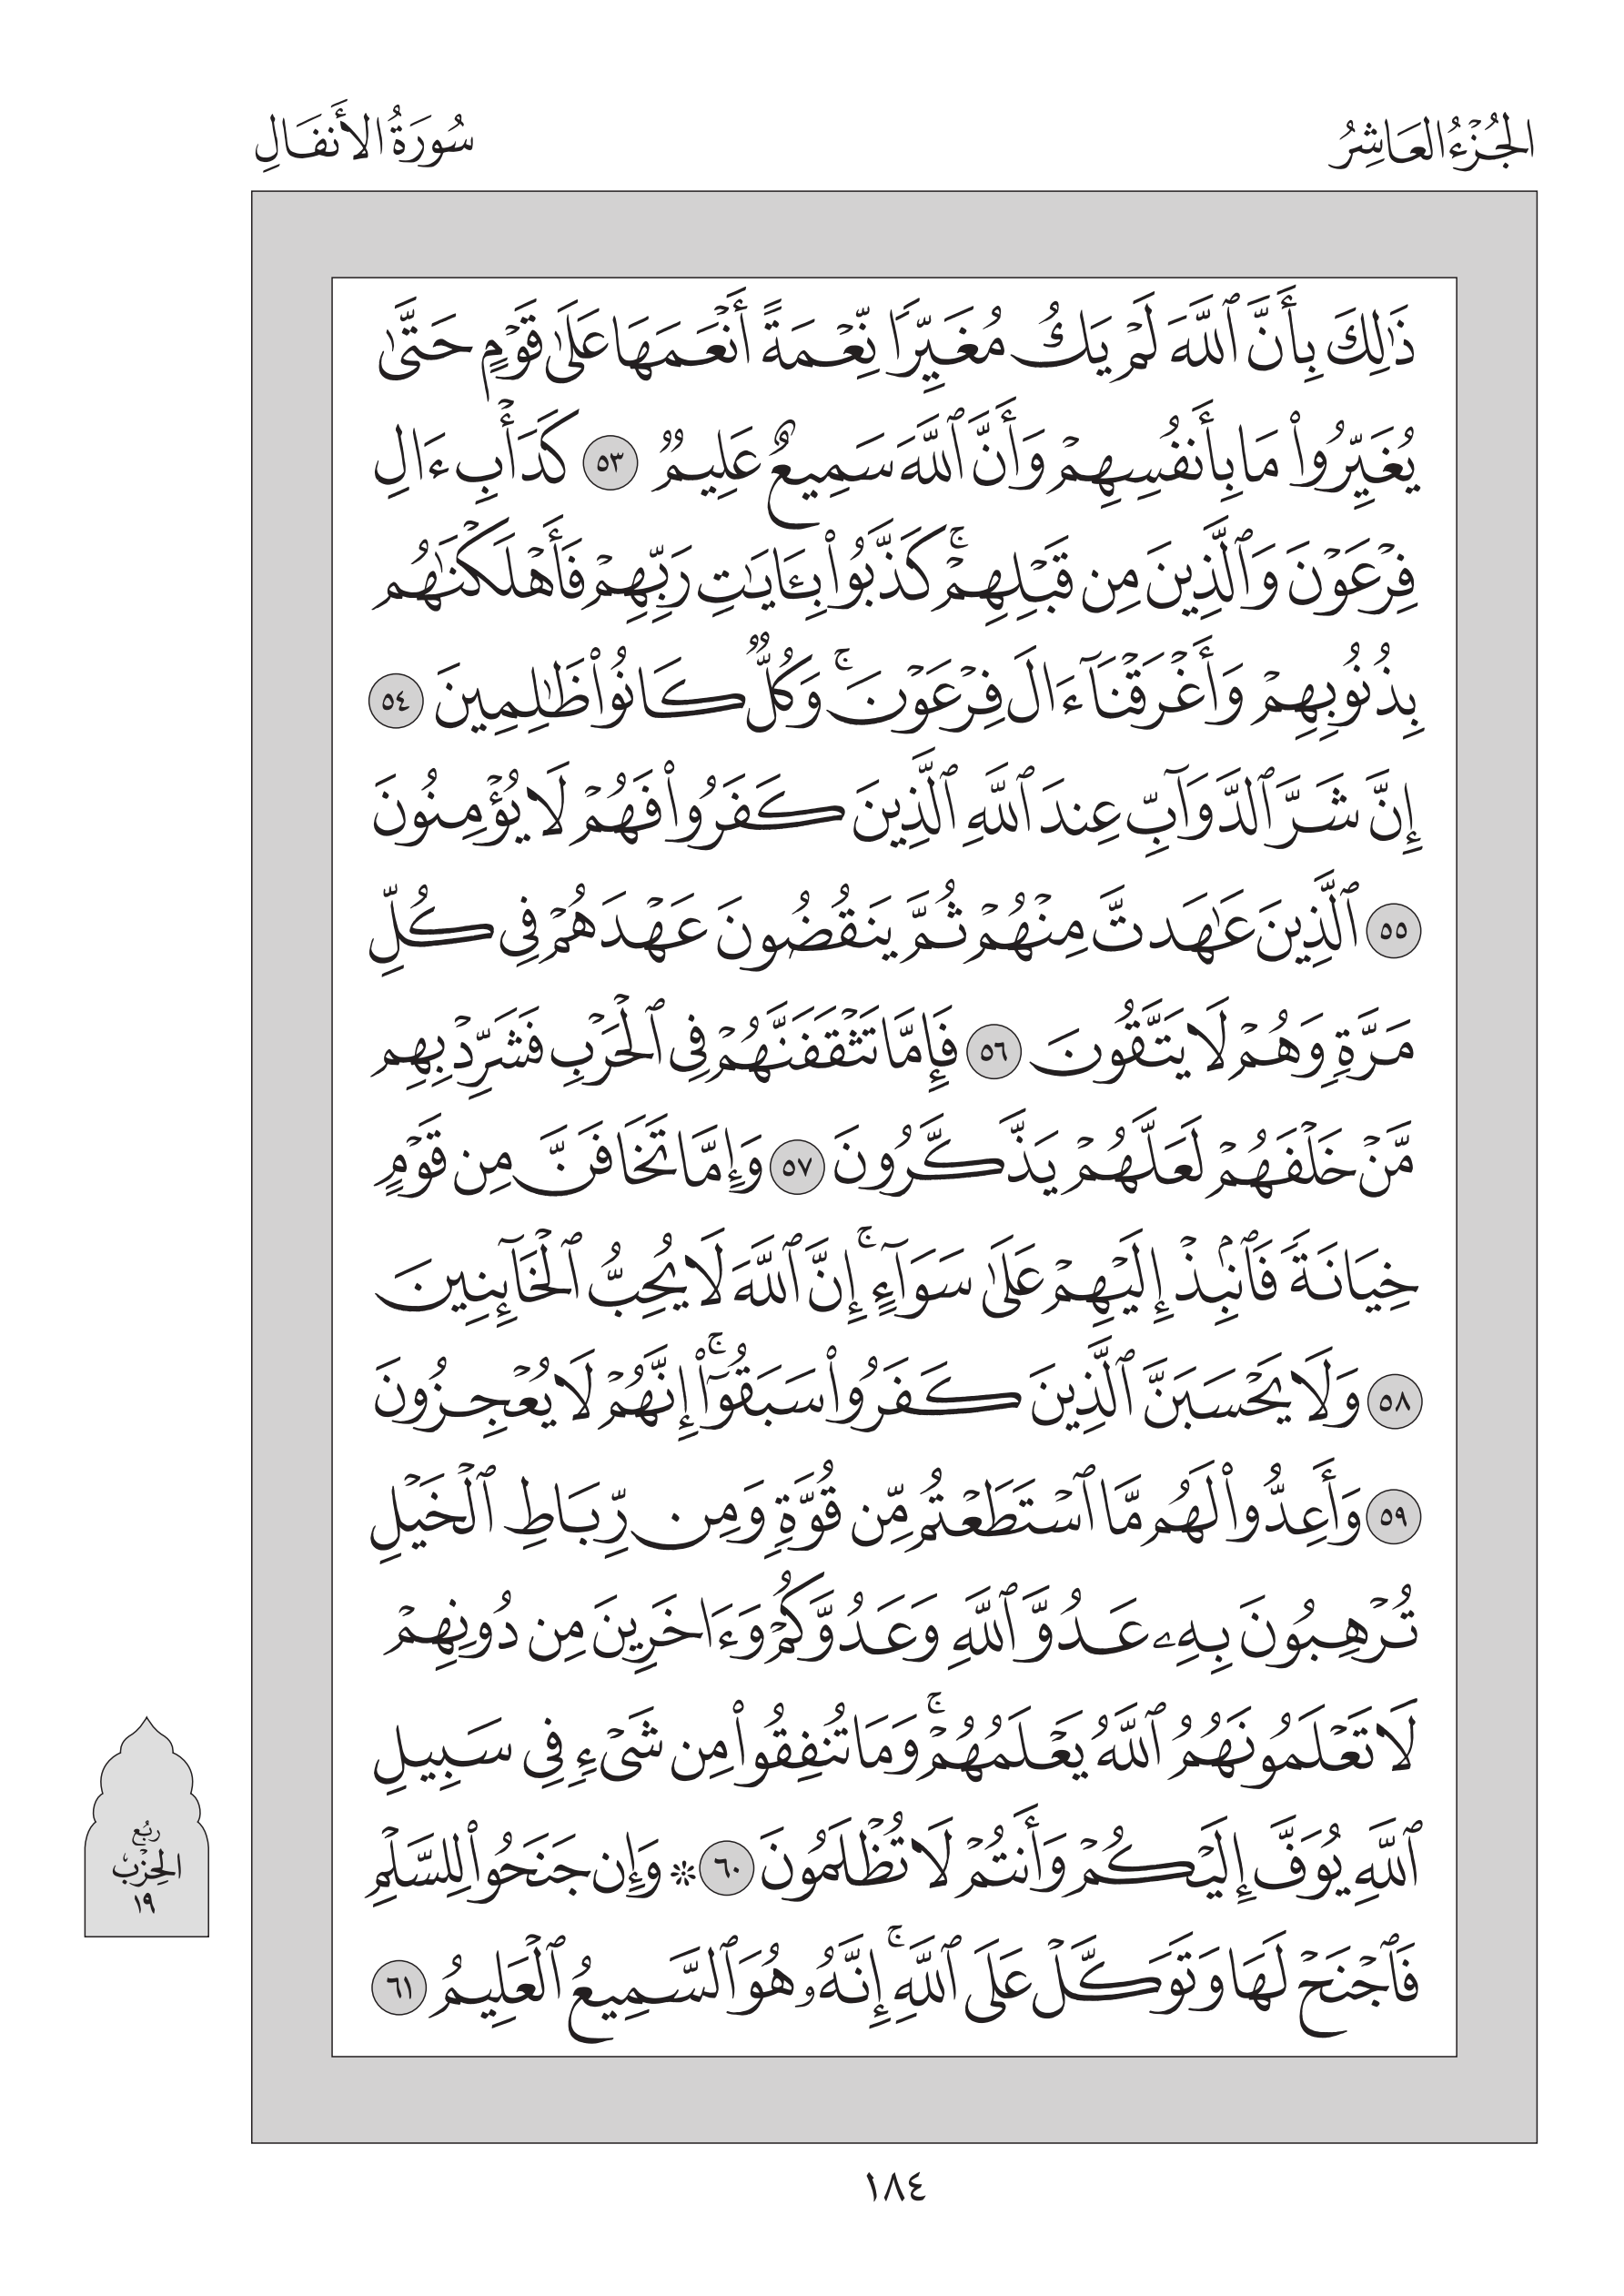 الجُزْءُ العَاشِرُ
سُورَةُ الأَنفَالِ
ذَٰلِكَ بِأَنَّ ٱللَّهَ لَمۡ يَكُ مُغَيِّرٗا نِّعۡمَةً أَنۡعَمَهَا عَلَىٰ قَوۡمٍ حَتَّىٰ
يُغَيِّرُواْ مَا بِأَنفُسِهِمۡ وَأَنَّ ٱللَّهَ سَمِيعٌ عَلِيمٞ ٥٣ كَدَأۡبِ ءَالِ
فِرۡعَوۡنَ وَٱلَّذِينَ مِن قَبۡلِهِمۡۚ كَذَّبُواْ بِـَٔايَٰتِ رَبِّهِمۡ فَأَهۡلَكۡنَٰهُم
بِذُنُوبِهِمۡ وَأَغۡرَقۡنَآ ءَالَ فِرۡعَوۡنَۚ وَكُلّٞ كَانُواْ ظَٰلِمِينَ ٥٤
إِنَّ شَرَّ ٱلدَّوَآبِّ عِندَ ٱللَّهِ ٱلَّذِينَ كَفَرُواْ فَهُمۡ لَا يُؤۡمِنُونَ
٥٥ ٱلَّذِينَ عَٰهَدتَّ مِنۡهُمۡ ثُمَّ يَنقُضُونَ عَهۡدَهُمۡ فِي كُلِّ
مَرَّةٖ وَهُمۡ لَا يَتَّقُونَ ٥٦ فَإِمَّا تَثۡقَفَنَّهُمۡ فِي ٱلۡحَرۡبِ فَشَرِّدۡ بِهِم
مَّنۡ خَلۡفَهُمۡ لَعَلَّهُمۡ يَذَّكَّرُونَ ٥٧ وَإِمَّا تَخَافَنَّ مِن قَوۡمٍ
خِيَانَةٗ فَٱنۢبِذۡ إِلَيۡهِمۡ عَلَىٰ سَوَآءٍۚ إِنَّ ٱللَّهَ لَا يُحِبُّ ٱلۡخَآئِنِينَ
٥٨ وَلَا يَحۡسَبَنَّ ٱلَّذِينَ كَفَرُواْ سَبَقُوٓاْۚ إِنَّهُمۡ لَا يُعۡجِزُونَ
٥٩ وَأَعِدُّواْ لَهُم مَّا ٱسۡتَطَعۡتُم مِّن قُوَّةٖ وَمِن رِّبَاطِ ٱلۡخَيۡلِ
تُرۡهِبُونَ بِهِۦ عَدُوَّ ٱللَّهِ وَعَدُوَّكُمۡ وَءَاخَرِينَ مِن دُونِهِمۡ
لَا تَعۡلَمُونَهُمُ ٱللَّهُ يَعۡلَمُهُمۡۚ وَمَا تُنفِقُواْ مِن شَيۡءٖ فِي سَبِيلِ
ٱللَّهِ يُوَفَّ إِلَيۡكُمۡ وَأَنتُمۡ لَا تُظۡلَمُونَ ٦٠ ۞ وَإِن جَنَحُواْ لِلسَّلۡمِ
فَٱجۡنَحۡ لَهَا وَتَوَكَّلۡ عَلَى ٱللَّهِۚ إِنَّهُۥ هُوَ ٱلسَّمِيعُ ٱلۡعَلِيمُ ٦١
رُبُع
الحِزْب
١٩
١٨٤